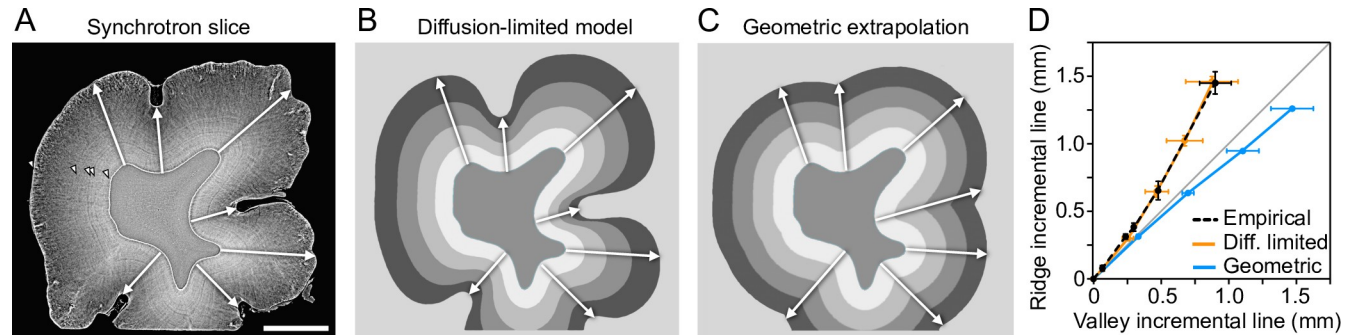 A Synchrotron slice
B Diffusion-limited model
C Geometric extrapolation
D
Ridge incremental line (mm)
1.5
1.0
0.5
0
0 0.5 1.0 1.5
Valley incremental line (mm)
Empirical
Diff. limited
Geometric